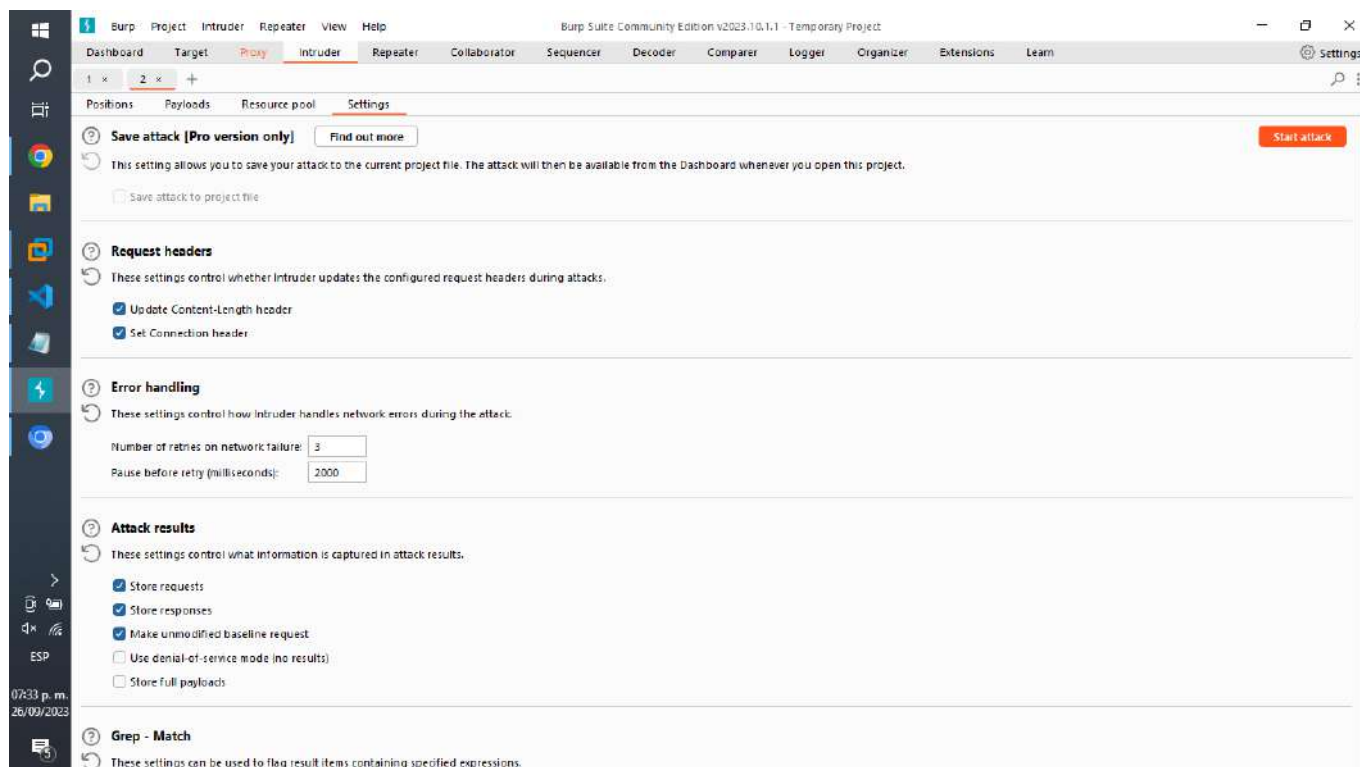 Burp Project Intruder Repeater View Help Burp Suite Community Edition v2023.10.1.1 - Temporary Project
Dashboard Target Proxy Intruder Repeater Collaborator Sequencer Decoder Comparer Logger Organizer Extensions Learn Settings
1 × 2 × +
Positions Payloads Resource pool Settings
Save attack [Pro version only] Find out more Start attack
This setting allows you to save your attack to the current project file. The attack will then be available from the Dashboard whenever you open this project.
Save attack to project file
Request headers
These settings control whether Intruder updates the configured request headers during attacks.
Update Content-Length header
Set Connection header
Error handling
These settings control how Intruder handles network errors during the attack.
Number of retries on network failure: 3
Pause before retry (milliseconds): 2000
Attack results
These settings control what information is captured in attack results.
Store requests
Store responses
Make unmodified baseline request
Use denial-of-service mode (no results)
Store full payloads
Grep - Match
These settings can be used to flag result items containing specified expressions.
ESP
07:33 p. m.
26/09/2023
5